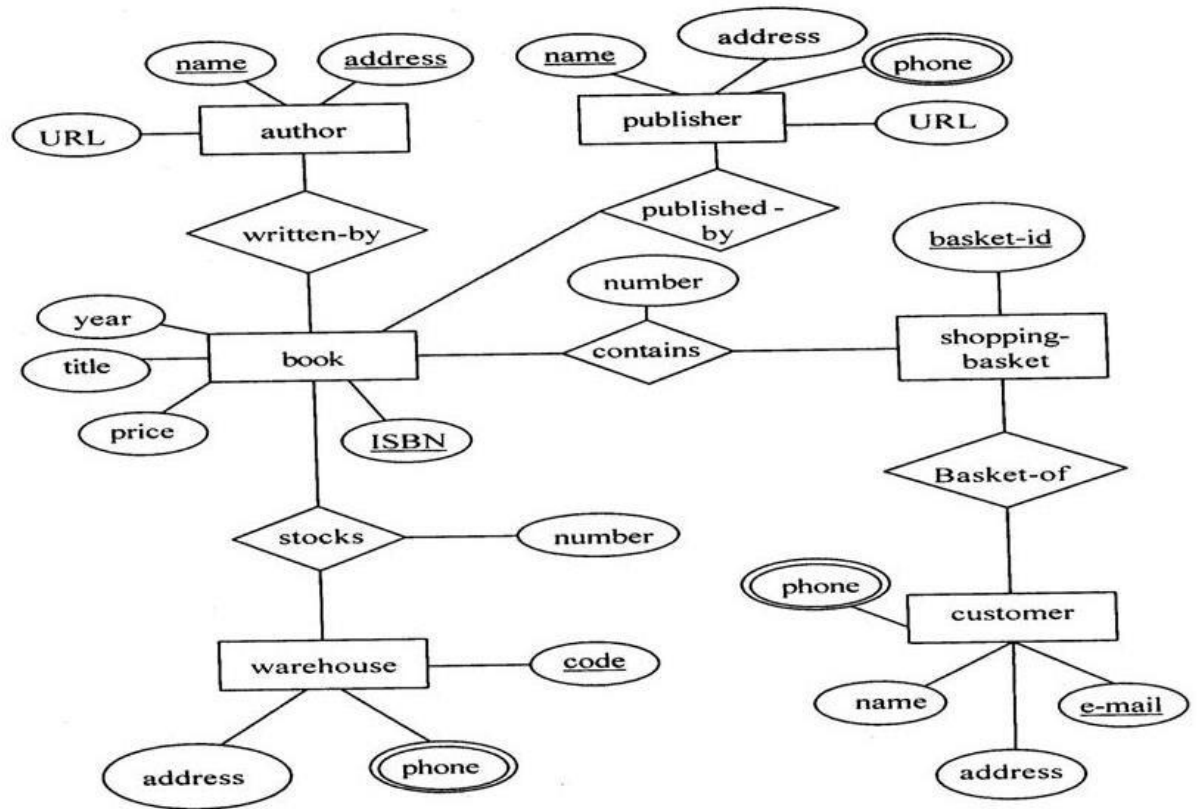 name
address
URL
author
name
address
phone
publisher
URL
written-by
published -
by
basket-id
number
year
title
price
book
ISBN
contains
shopping-
basket
Basket-of
stocks
number
phone
customer
warehouse
code
name
e-mail
address
phone
address